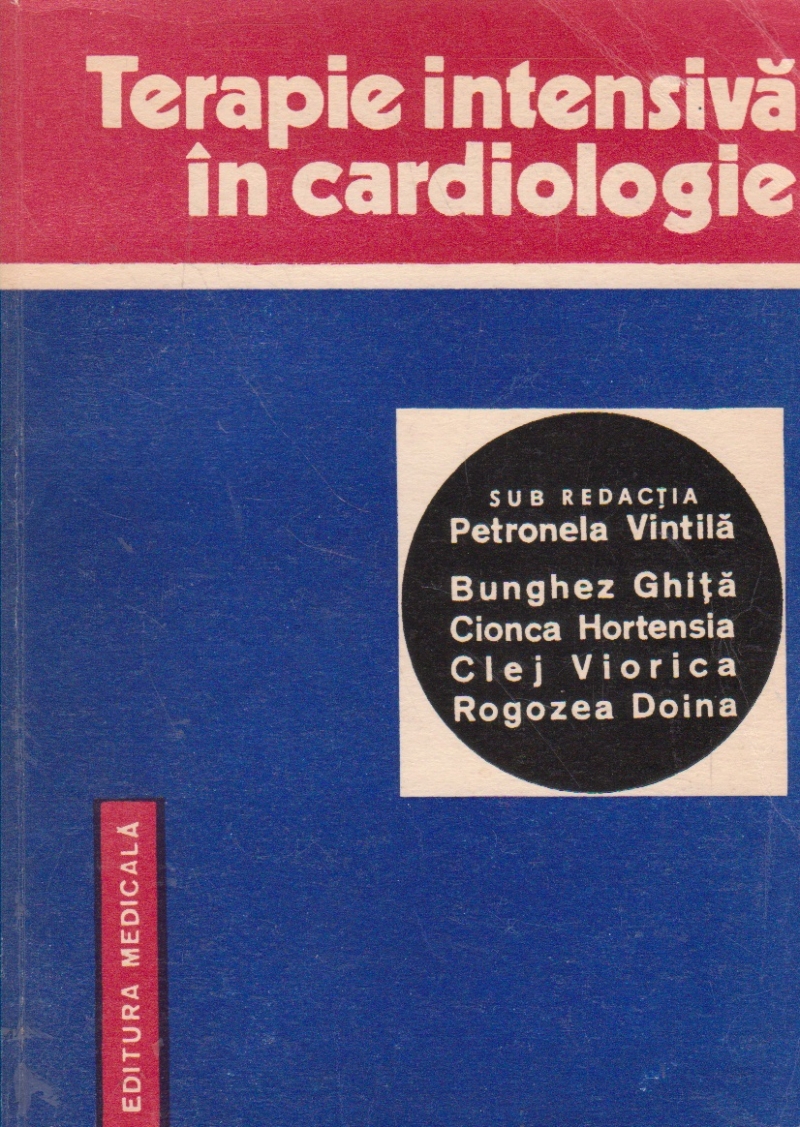 Terapie intensivă
în cardiologie
SUB REDACȚIA
Petronela Vintilă
Bunghez Ghiță
Cionca Hortensia
Clej Viorica
Rogozea Doina
EDITURA MEDICALĂ